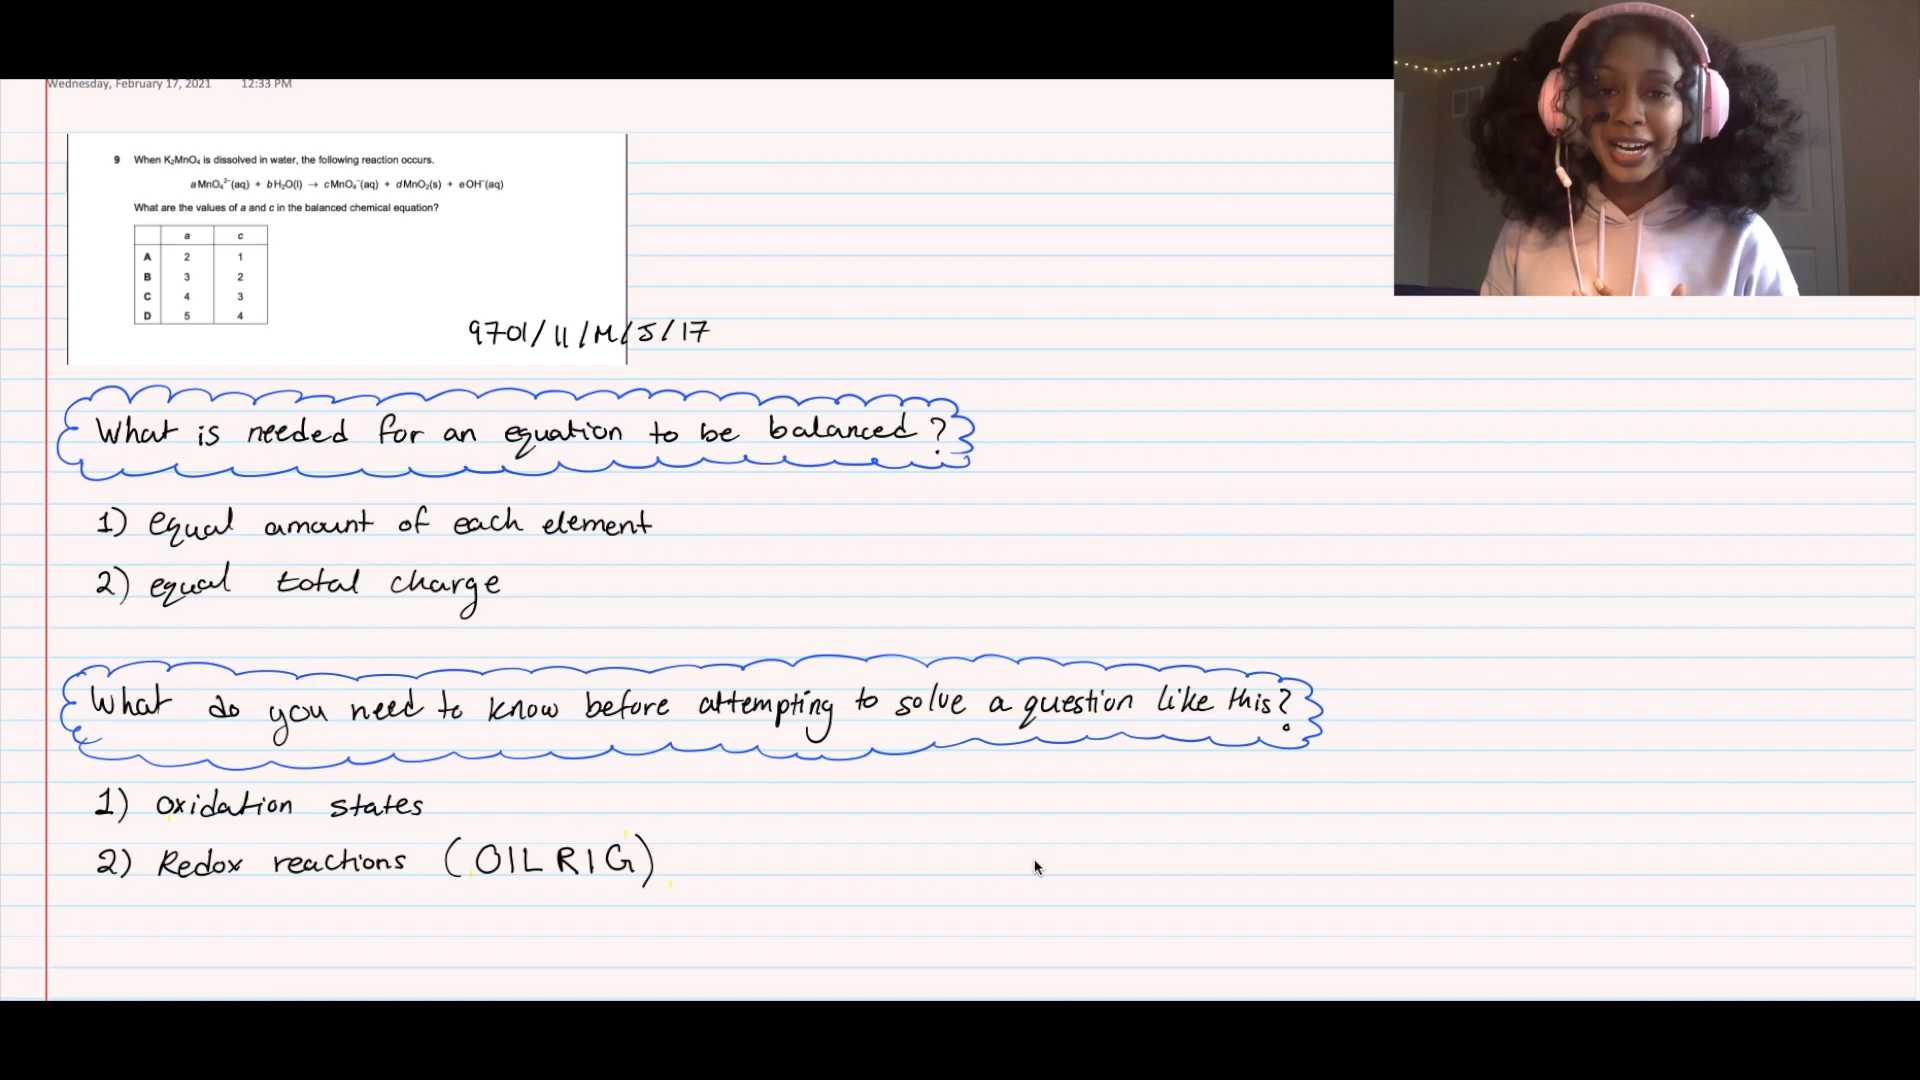 Wednesday, February 17, 2021 12:33 PM
9 When K₂MnO₄ is dissolved in water, the following reaction occurs.
aMnO₄²⁻(aq) + bH₂O(l) → cMnO₄⁻(aq) + dMnO₂(s) + eOH⁻(aq)
What are the values of a and c in the balanced chemical equation?
a c
A 2 1
B 3 2
C 4 3
D 5 4
9701/11/M/J/17
What is needed for an equation to be balanced?
1) equal amount of each element
2) equal total charge
What do you need to know before attempting to solve a question like this?
1) oxidation states
2) Redox reactions (OILRIG)